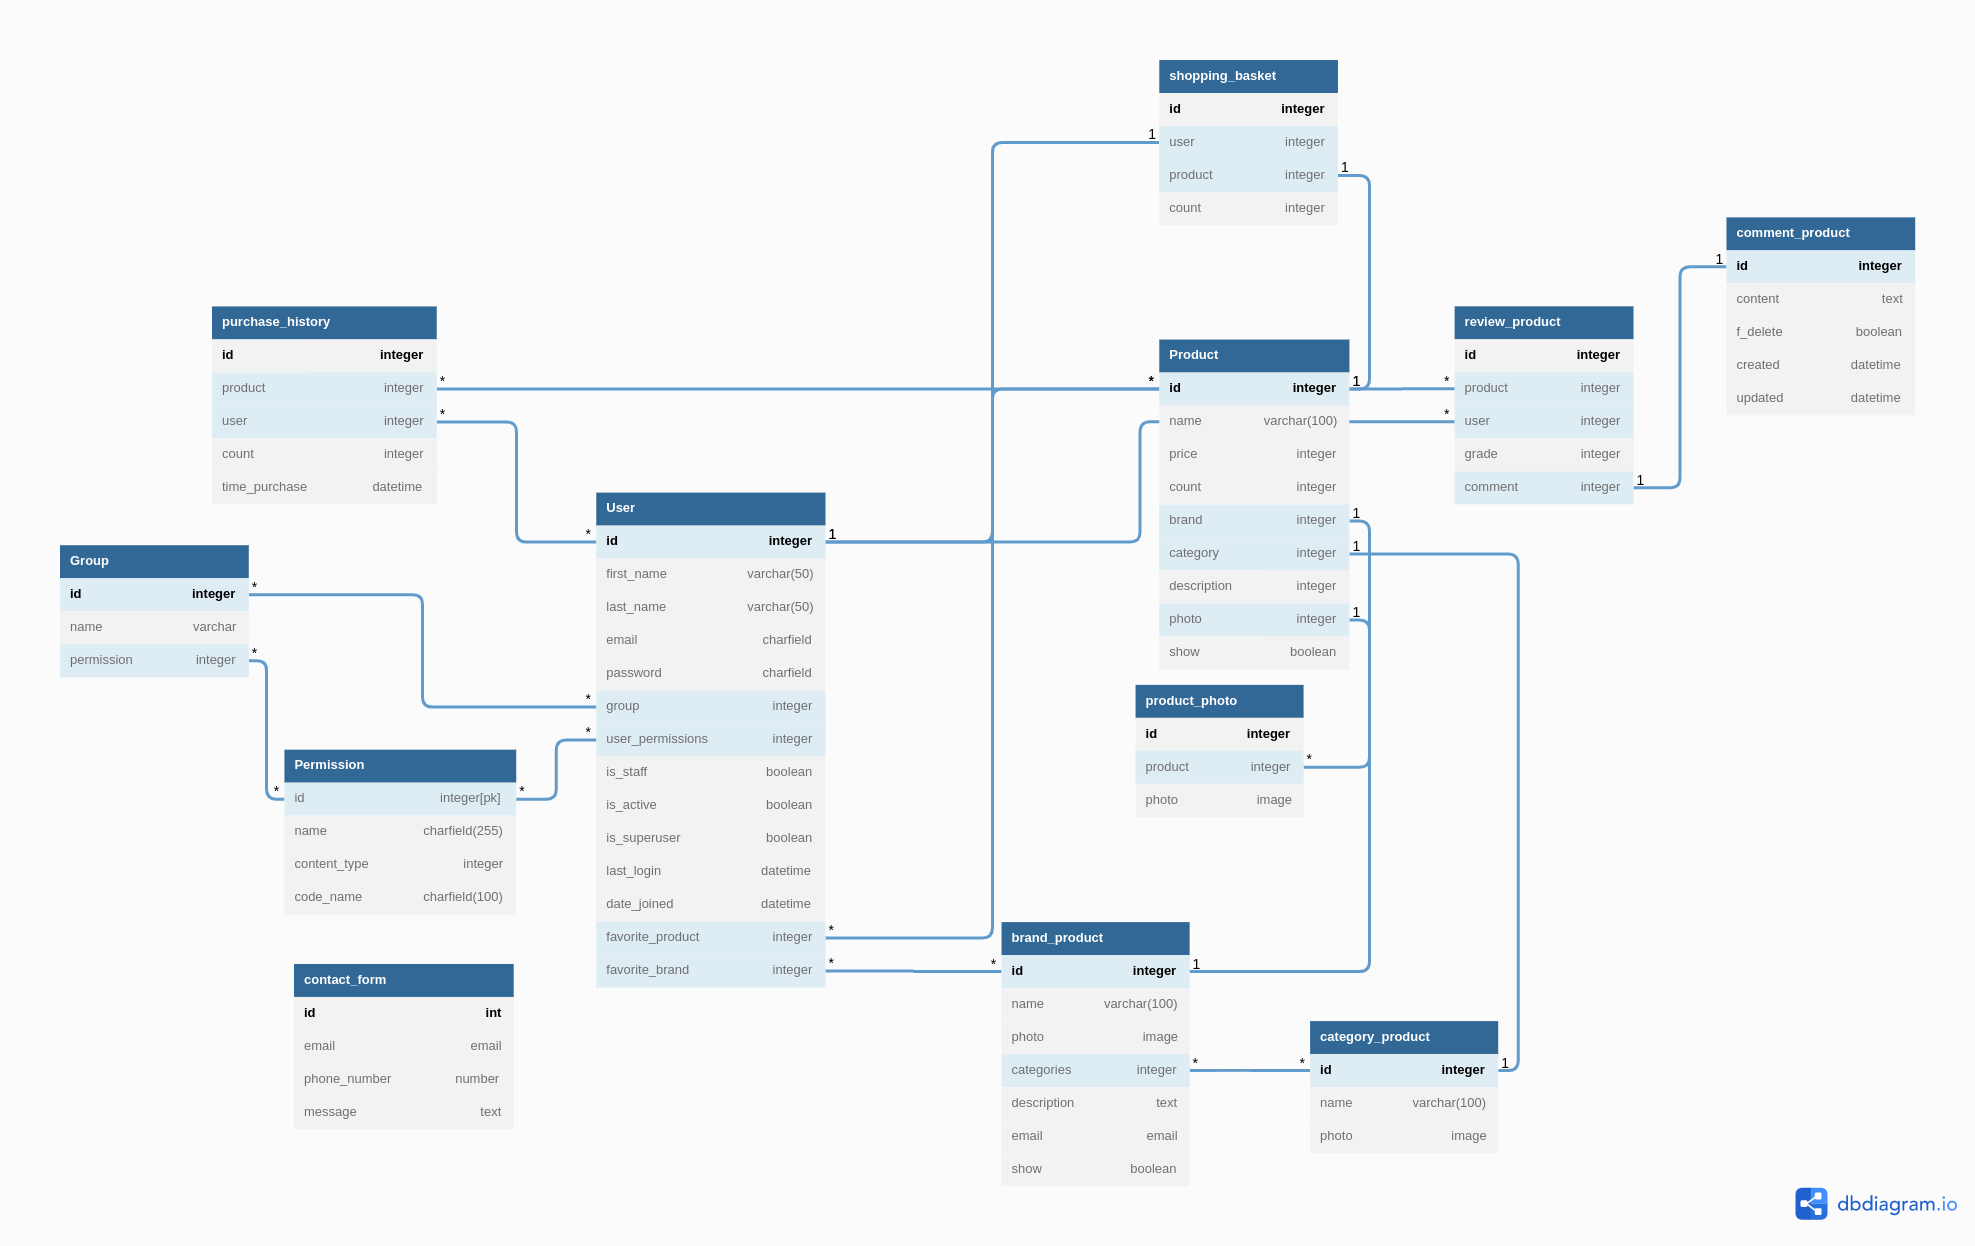 shopping_basket
id integer
1 user integer
product integer 1
count integer
comment_product
1 id integer
content text
f_delete boolean
created datetime
updated datetime
purchase_history
id integer
product integer *
user integer *
count integer
time_purchase datetime
Product
* id integer 1
name varchar(100)
price integer
count integer
brand integer 1
category integer 1
description integer
photo integer 1
show boolean
review_product
id integer
* product integer
* user integer
grade integer
comment integer 1
User
* id integer 1
first_name varchar(50)
last_name varchar(50)
email charfield
password charfield
* group integer
* user_permissions integer
is_staff boolean
is_active boolean
is_superuser boolean
last_login datetime
date_joined datetime
favorite_product integer *
favorite_brand integer *
Group
id integer *
name varchar
permission integer *
Permission
* id integer[pk] *
name charfield(255)
content_type integer
code_name charfield(100)
product_photo
id integer
product integer *
photo image
contact_form
id int
email email
phone_number number
message text
brand_product
* id integer 1
name varchar(100)
photo image
categories integer *
description text
email email
show boolean
category_product
* id integer 1
name varchar(100)
photo image
dbdiagram.io